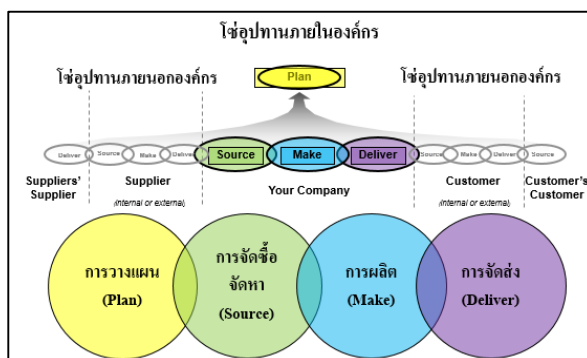 โซ่อุปทานภายในองค์กร
โซ่อุปทานภายนอกองค์กร
โซ่อุปทานภายนอกองค์กร
Plan
Deliver
Source
Make
Deliver
Source
Make
Deliver
Source
Make
Deliver
Source
Suppliers'
Supplier
Supplier
(internal or external)
Your Company
Customer
(internal or external)
Customer's
Customer
การวางแผน
(Plan)
การจัดซื้อ
จัดหา
(Source)
การผลิต
(Make)
การจัดส่ง
(Deliver)